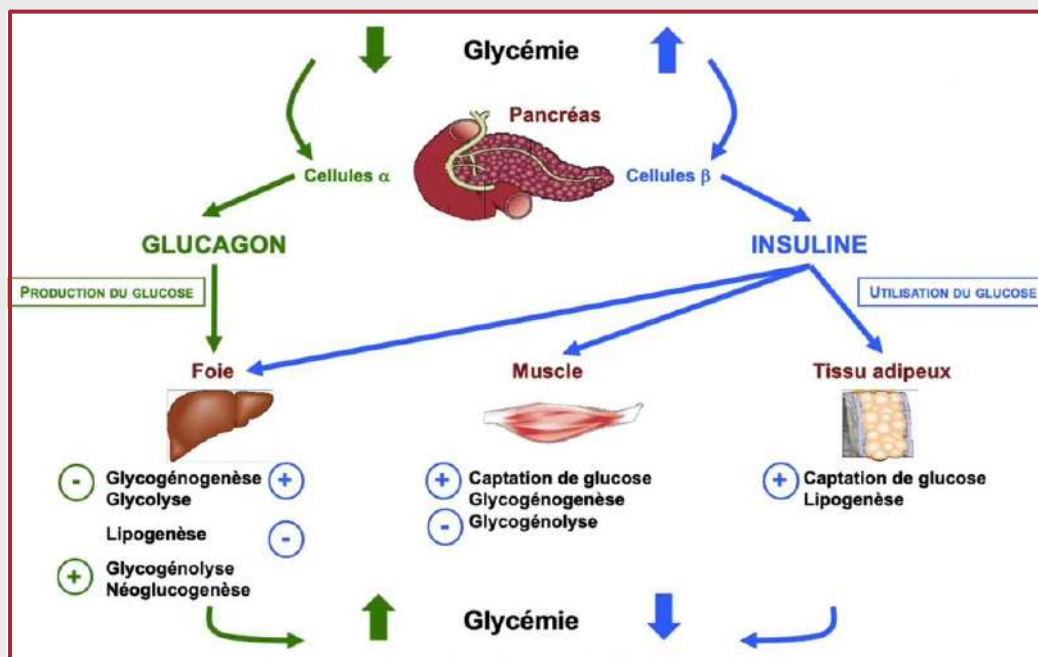 Glycémie
Pancréas
Cellules α
Cellules β
GLUCAGON
INSULINE
PRODUCTION DU GLUCOSE
UTILISATION DU GLUCOSE
Foie
Muscle
Tissu adipeux
- Glycogénogenèse +
Glycolyse
Lipogenèse -
+ Glycogénolyse
Néoglucogenèse
+ Captation de glucose
Glycogénogenèse
- Glycogénolyse
+ Captation de glucose
Lipogenèse
Glycémie